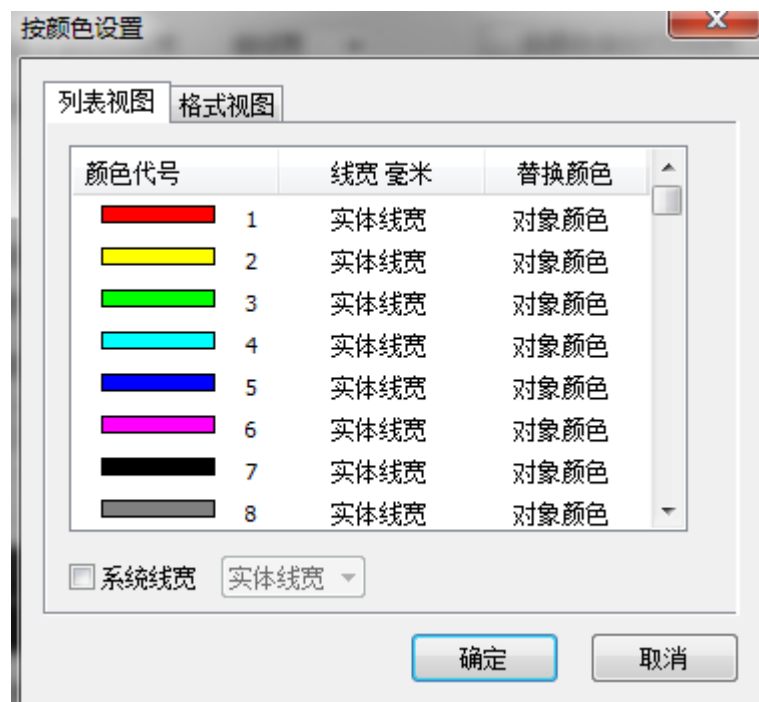 按颜色设置
列表视图 格式视图
颜色代号 线宽 毫米 替换颜色
1 实体线宽 对象颜色
2 实体线宽 对象颜色
3 实体线宽 对象颜色
4 实体线宽 对象颜色
5 实体线宽 对象颜色
6 实体线宽 对象颜色
7 实体线宽 对象颜色
8 实体线宽 对象颜色
系统线宽 实体线宽
确定 取消